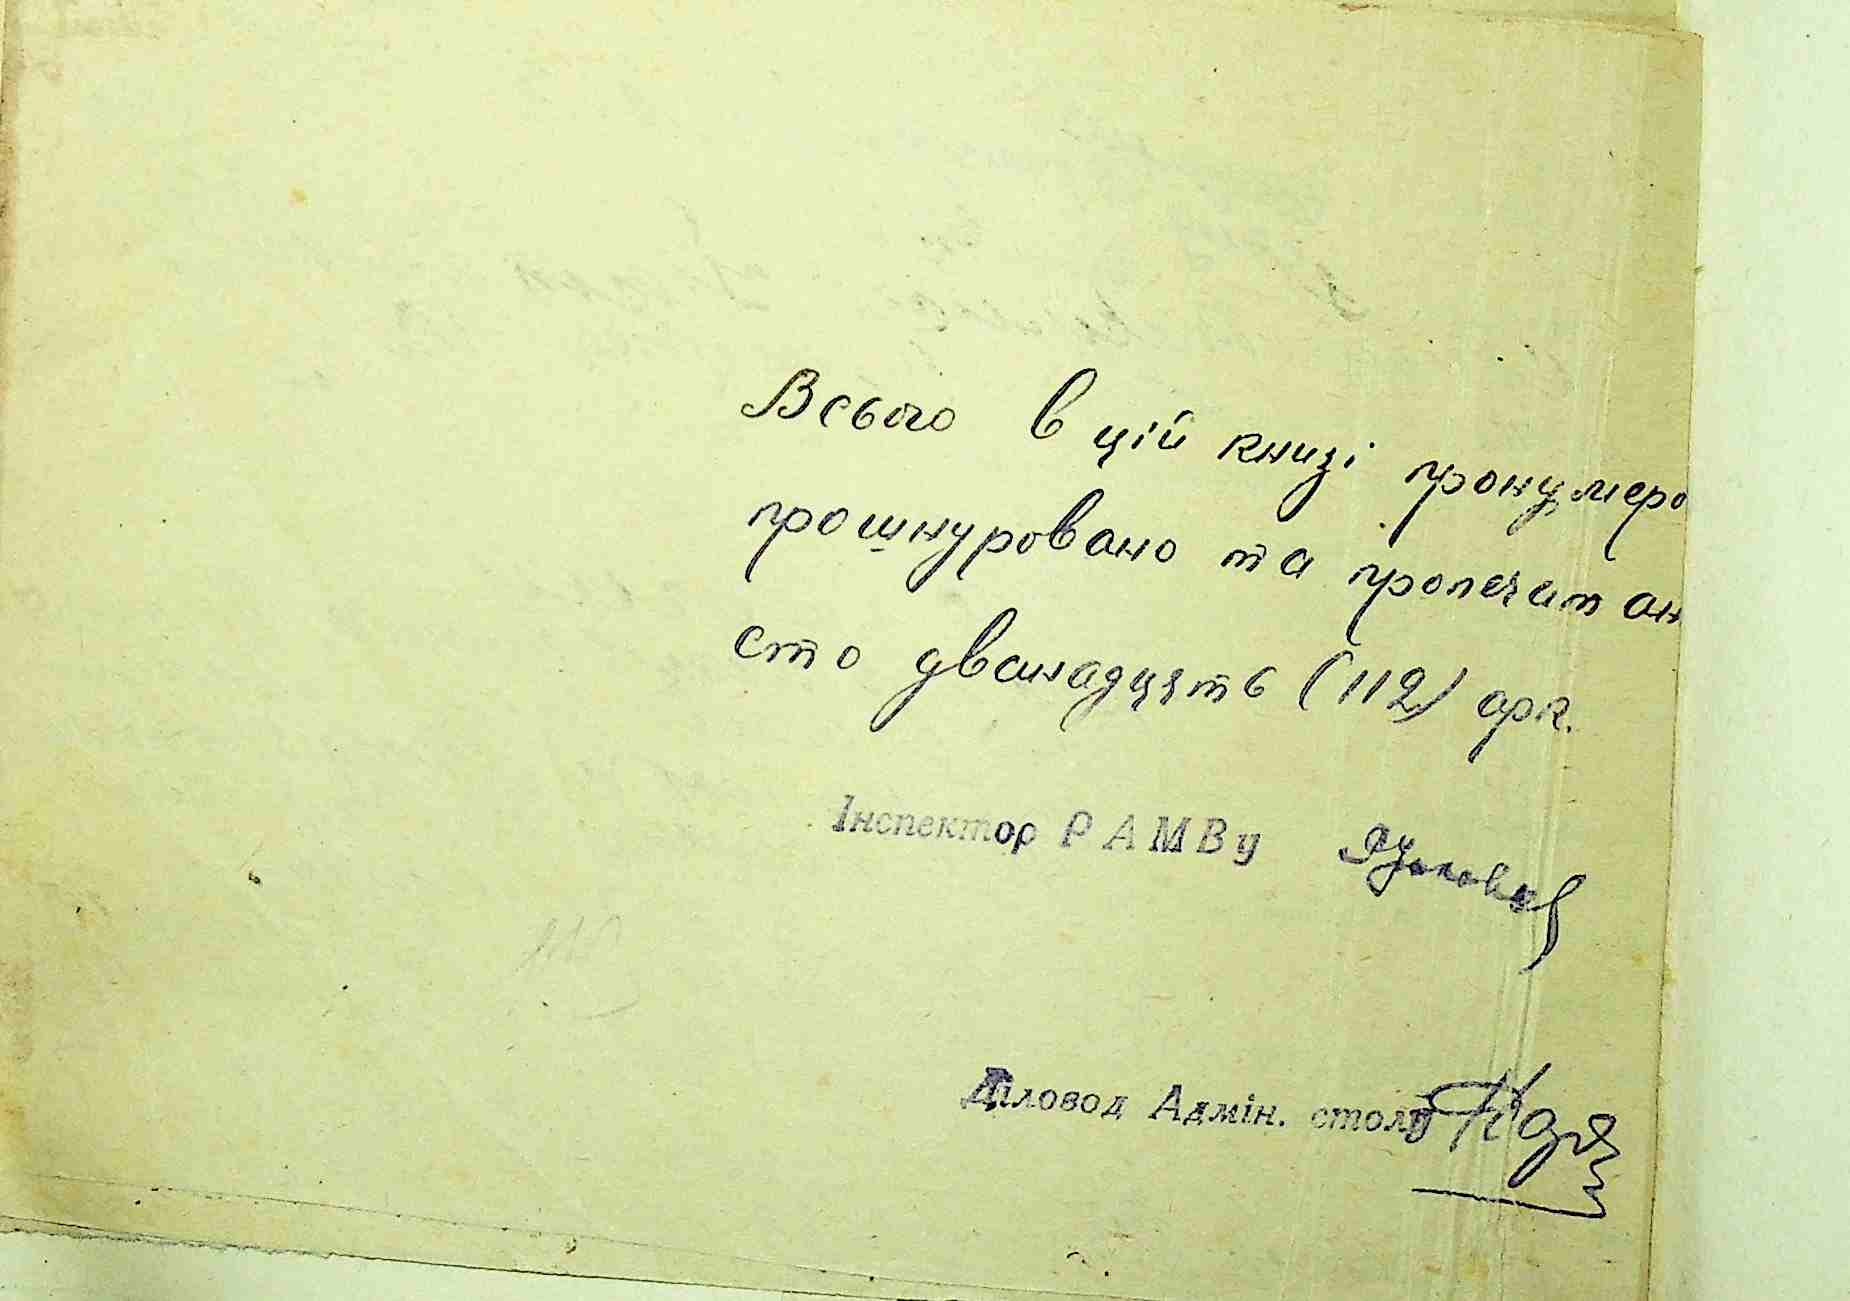 Всього в цій книзі пронумеро
прошнуровано та пропечатан
сто дванадцять (112) арк.
Інспектор РАМВу
Діловод Адмін. столу